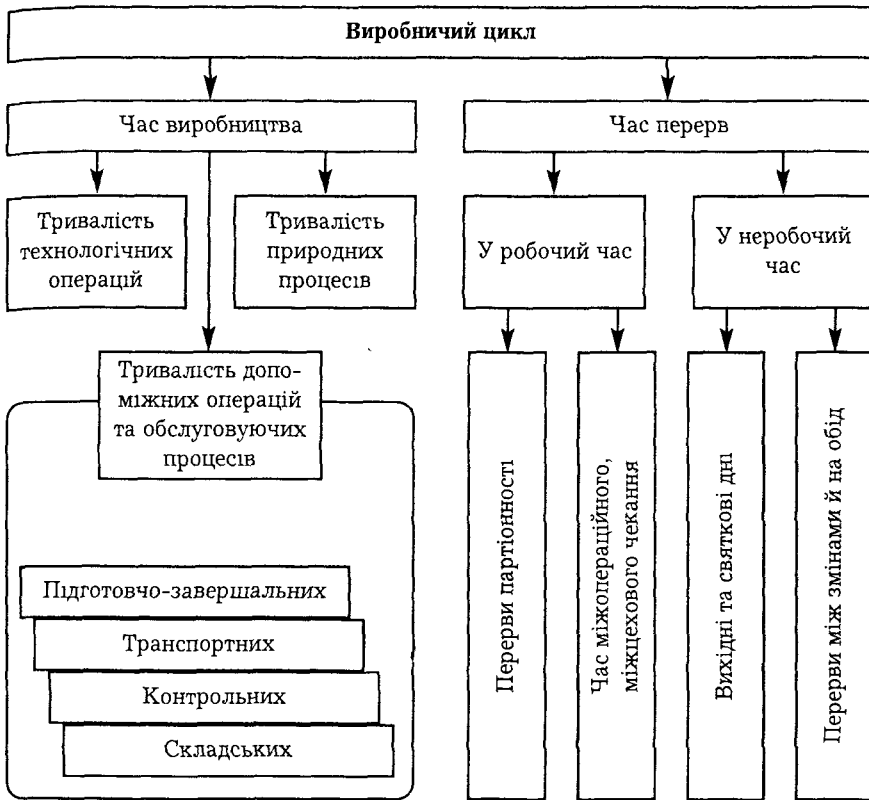 Виробничий цикл
Час виробництва
Час перерв
Тривалість
технологічних
операцій
Тривалість
природних
процесів
У робочий час
У неробочий
час
Тривалість допо-
міжних операцій
та обслуговуючих
процесів
Підготовчо-завершальних
Транспортних
Контрольних
Складських
Перерви партіонності
Час міжопераційного,
міжцехового чекання
Вихідні та святкові дні
Перерви між змінами й на обід